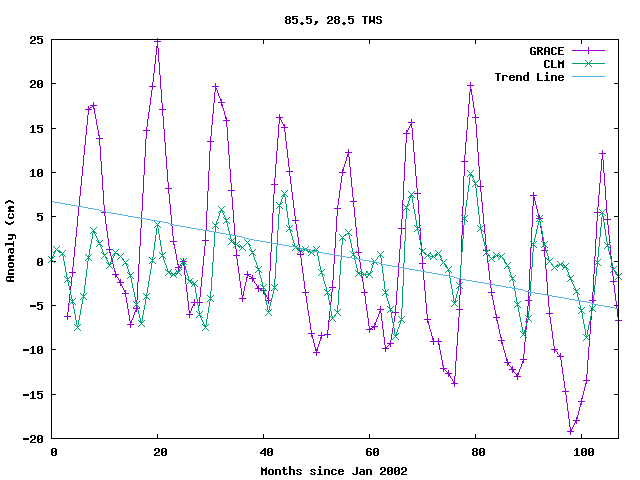 85.5, 28.5 TWS
GRACE
CLM
Trend Line
25
20
15
10
5
0
-5
-10
-15
-20
Anomaly (cm)
0 20 40 60 80 100
Months since Jan 2002